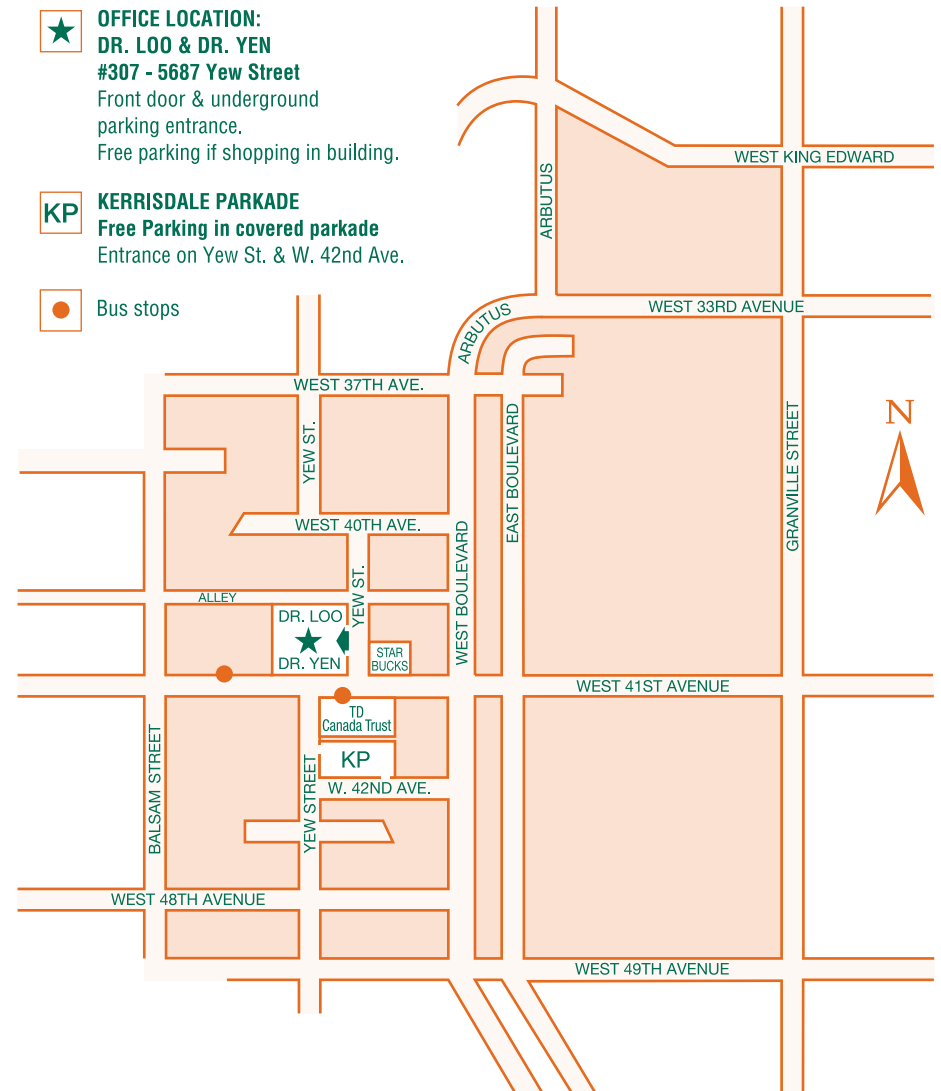 OFFICE LOCATION:
DR. LOO & DR. YEN
#307 - 5687 Yew Street
Front door & underground
parking entrance.
Free parking if shopping in building.
KP
KERRISDALE PARKADE
Free Parking in covered parkade
Entrance on Yew St. & W. 42nd Ave.
Bus stops
WEST KING EDWARD
ARBUTUS
WEST 33RD AVENUE
ARBUTUS
WEST 37TH AVE.
N
YEW ST.
EAST BOULEVARD
GRANVILLE STREET
WEST 40TH AVE.
WEST BOULEVARD
YEW ST.
ALLEY
DR. LOO
DR. YEN
STAR
BUCKS
WEST 41ST AVENUE
TD
Canada Trust
KP
BALSAM STREET
YEW STREET
W. 42ND AVE.
WEST 48TH AVENUE
WEST 49TH AVENUE